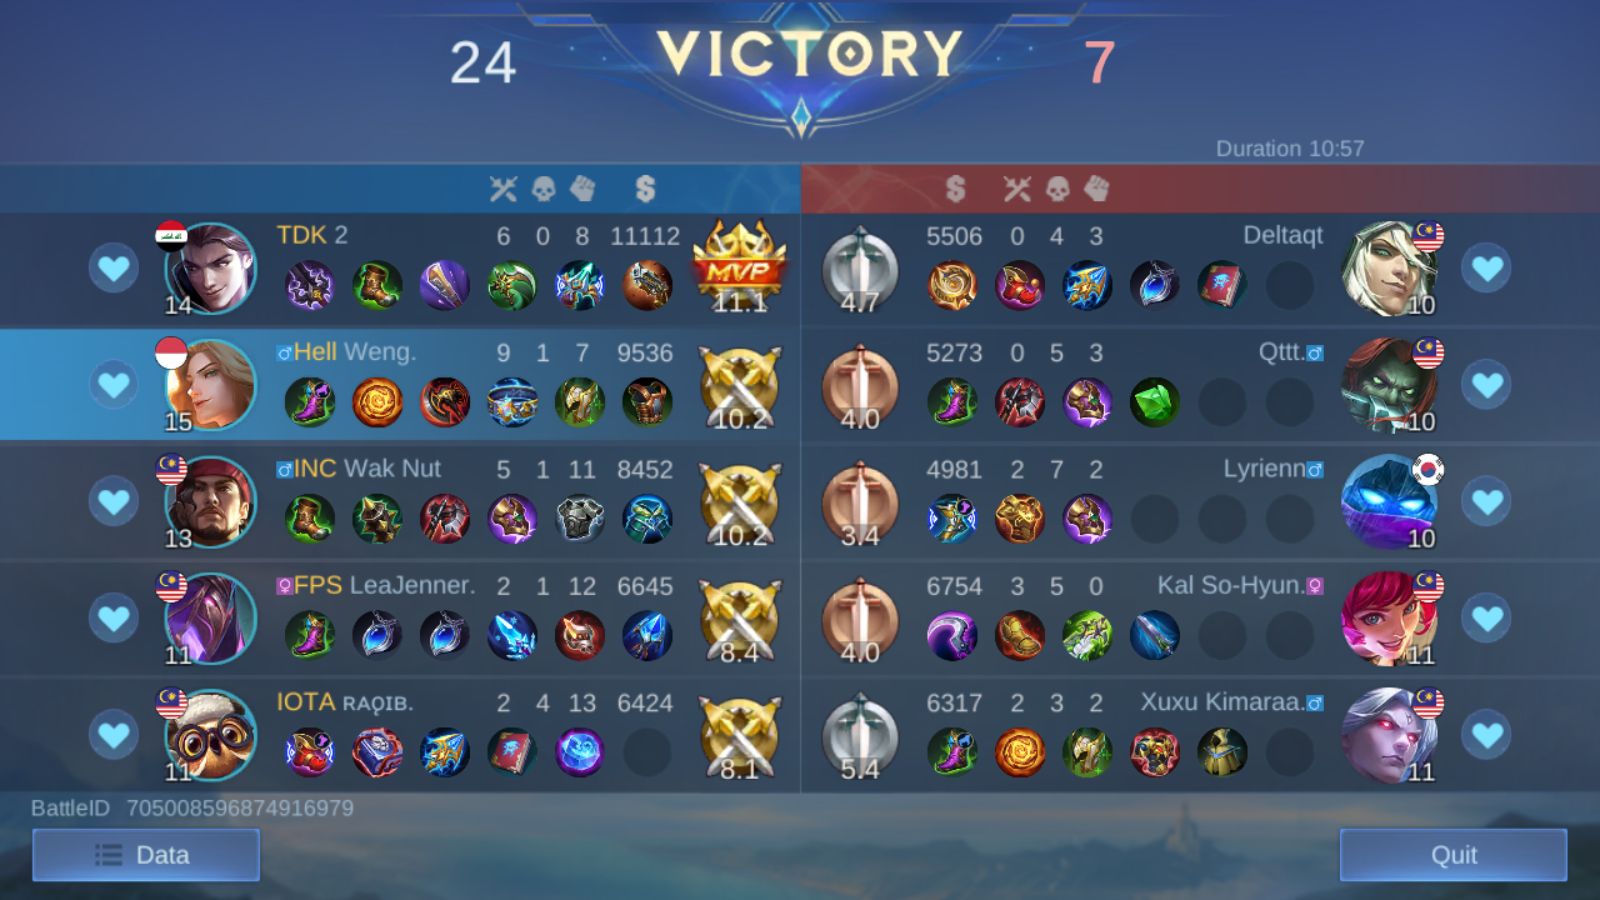 24 VICTORY 7
Duration 10:57
TDK 2 6 0 8 11112
14 MVP 11.1
5506 0 4 3 Deltaqt
4.7 10
Hell Weng. 9 1 7 9536
15 10.2
5273 0 5 3 Qttt.
4.0 10
INC Wak Nut 5 1 11 8452
13 10.2
4981 2 7 2 Lyrienn
3.4 10
FPS LeaJenner. 2 1 12 6645
11 8.4
6754 3 5 0 Kal So-Hyun.
4.0 11
IOTA ʀᴀǫɪʙ. 2 4 13 6424
11 8.1
6317 2 3 2 Xuxu Kimaraa.
5.4 11
BattleID 705008596874916979
Data
Quit